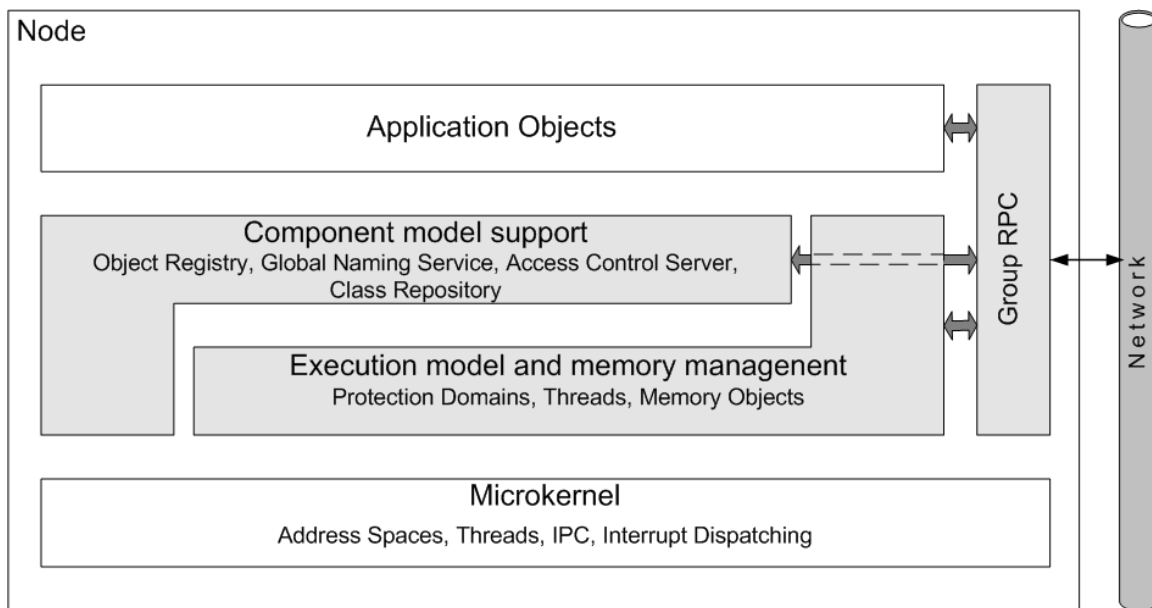 Node
Application Objects
Component model support
Object Registry, Global Naming Service, Access Control Server,
Class Repository
Execution model and memory managenent
Protection Domains, Threads, Memory Objects
Microkernel
Address Spaces, Threads, IPC, Interrupt Dispatching
Group RPC
Network